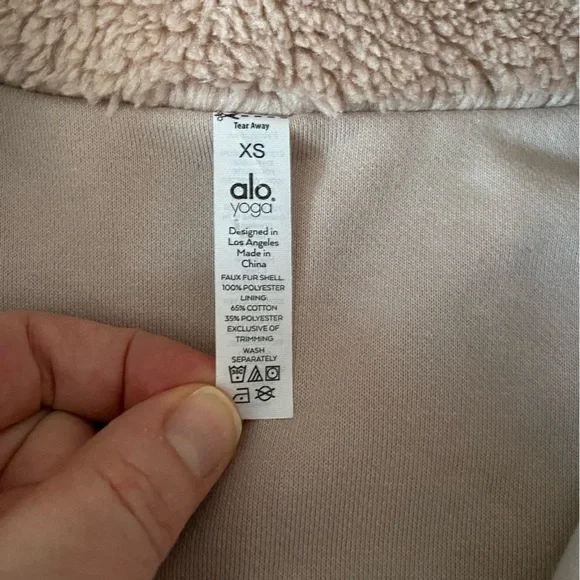 Tear Away
XS
alo
yoga
Designed in
Los Angeles
Made in
China
FAUX FUR SHELL:
100% POLYESTER
LINING:
65% COTTON
35% POLYESTER
EXCLUSIVE OF
TRIMMING
WASH
SEPARATELY